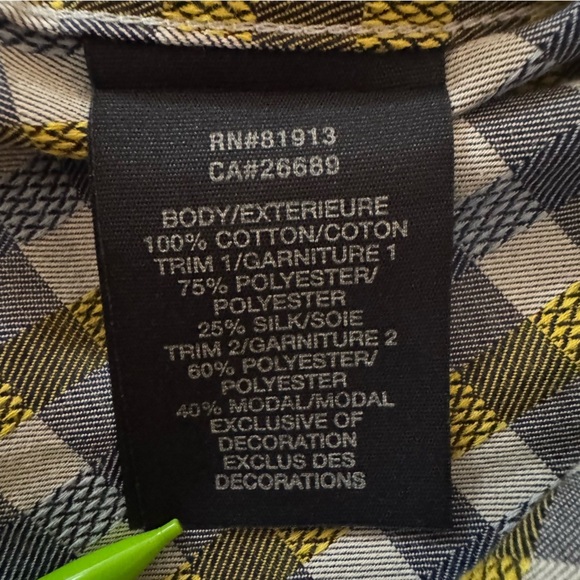 RN#81913
CA#26689
BODY/EXTERIEURE
100% COTTON/COTON
TRIM 1/GARNITURE 1
75% POLYESTER/
POLYESTER
25% SILK/SOIE
TRIM 2/GARNITURE 2
60% POLYESTER/
POLYESTER
40% MODAL/MODAL
EXCLUSIVE OF
DECORATION
EXCLUS DES
DECORATIONS